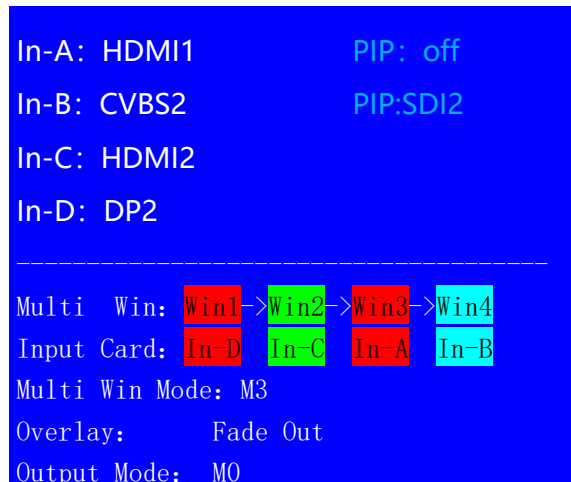 In-A: HDMI1 PIP: off
In-B: CVBS2 PIP:SDI2
In-C: HDMI2
In-D: DP2
--------------------------------------
Multi Win: Win1->Win2->Win3->Win4
Input Card: In-D In-C In-A In-B
Multi Win Mode: M3
Overlay: Fade Out
Output Mode: M0